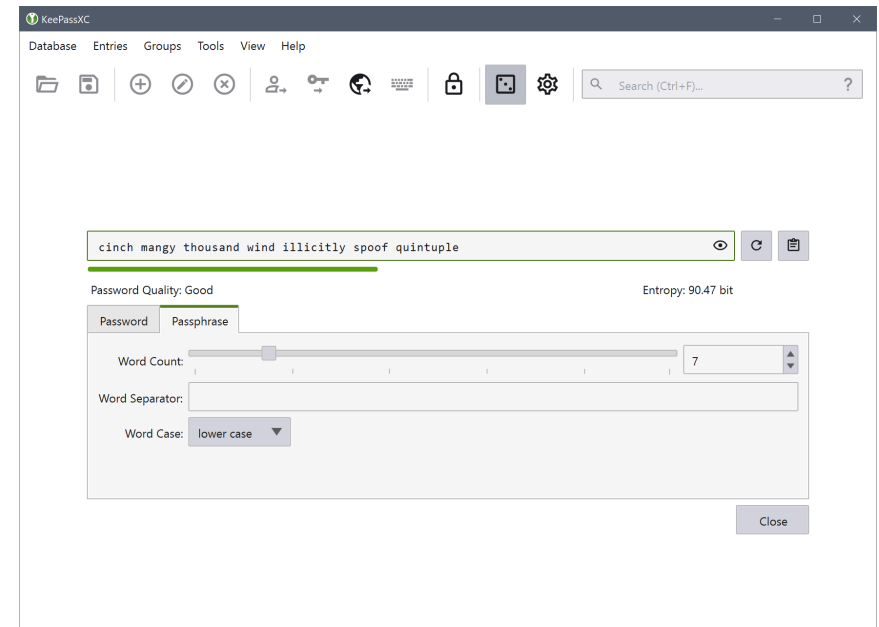 KeePassXC
Database Entries Groups Tools View Help
Search (Ctrl+F)... ?
cinch mangy thousand wind illicitly spoof quintuple
Password Quality: Good Entropy: 90.47 bit
Password Passphrase
Word Count: 7
Word Separator:
Word Case: lower case
Close